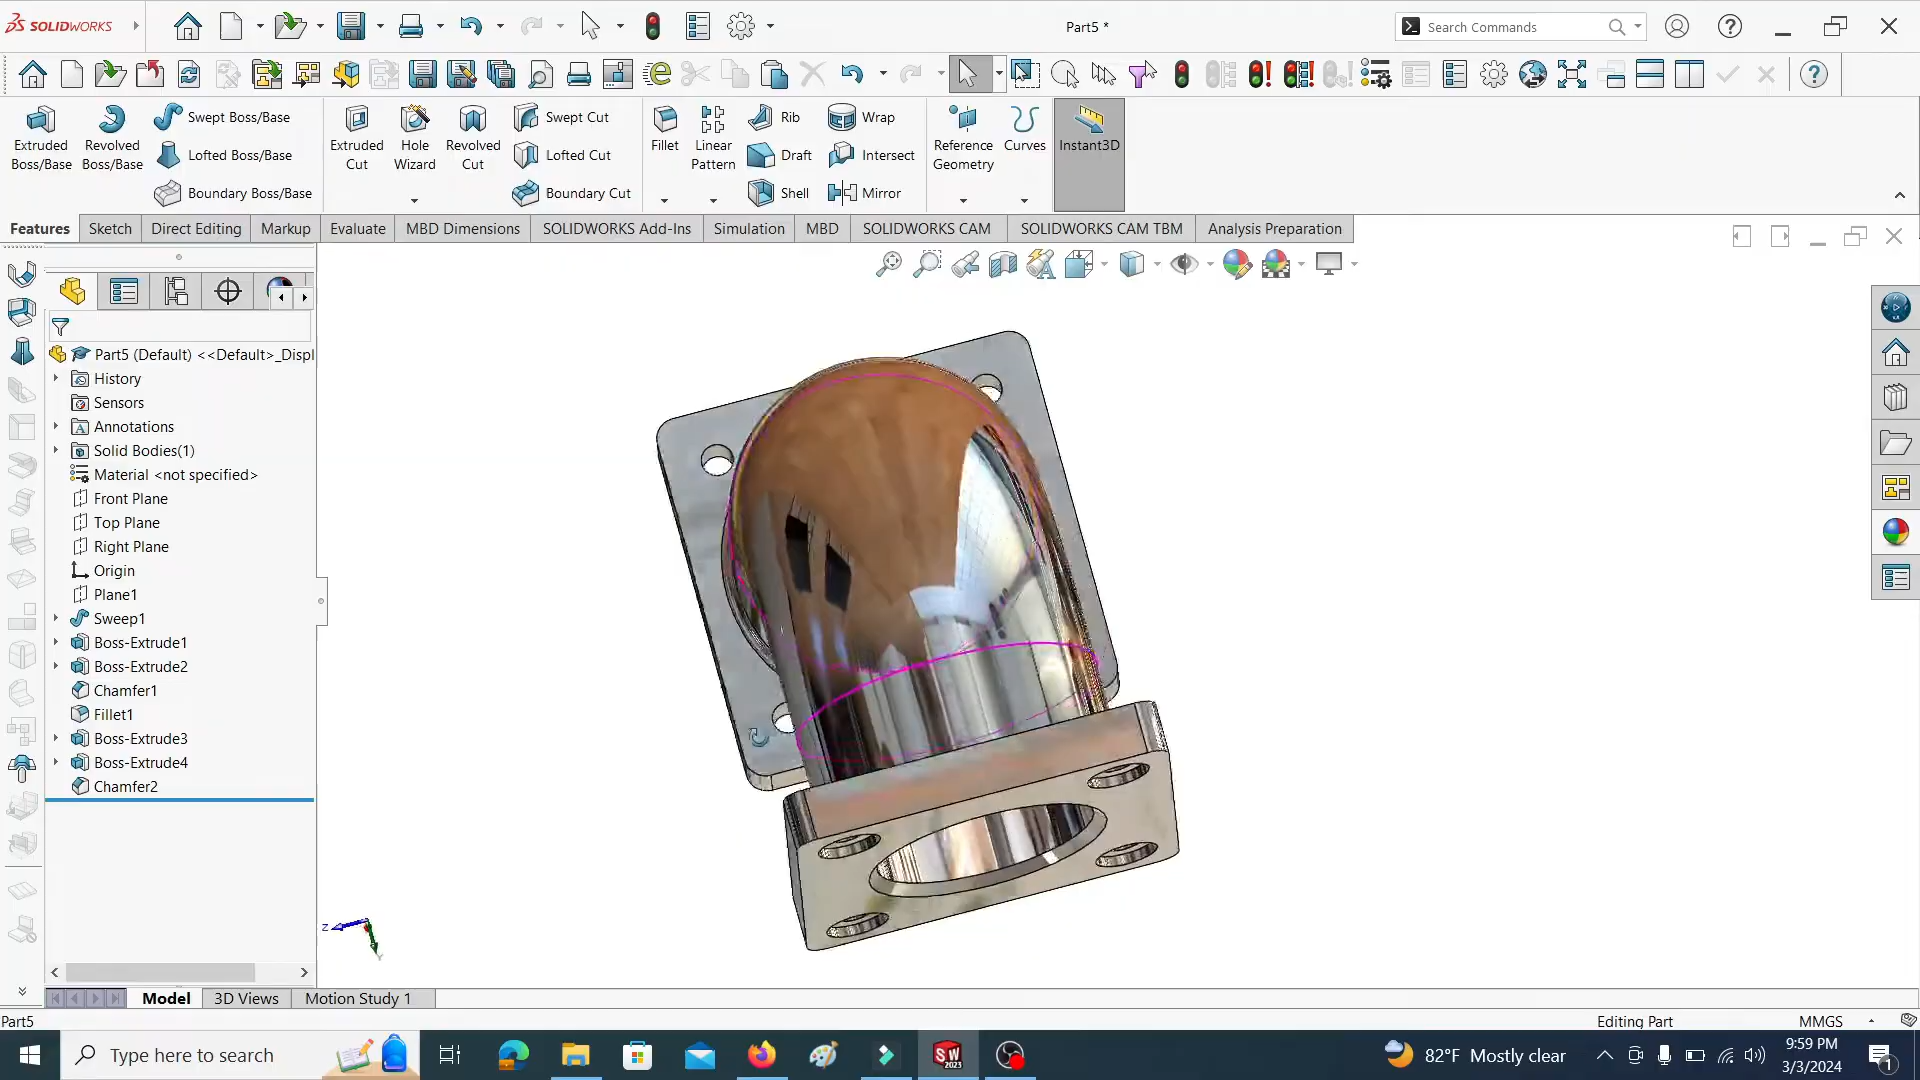 SOLIDWORKS
Part5 *
Search Commands
Extruded Boss/Base
Revolved Boss/Base
Swept Boss/Base
Lofted Boss/Base
Boundary Boss/Base
Extruded Cut
Hole Wizard
Revolved Cut
Swept Cut
Lofted Cut
Boundary Cut
Fillet
Linear Pattern
Rib
Draft
Shell
Wrap
Intersect
Mirror
Reference Geometry
Curves
Instant3D
Features
Sketch
Direct Editing
Markup
Evaluate
MBD Dimensions
SOLIDWORKS Add-Ins
Simulation
MBD
SOLIDWORKS CAM
SOLIDWORKS CAM TBM
Analysis Preparation
Part5 (Default) <<Default>_Displ
History
Sensors
Annotations
Solid Bodies(1)
Material <not specified>
Front Plane
Top Plane
Right Plane
Origin
Plane1
Sweep1
Boss-Extrude1
Boss-Extrude2
Chamfer1
Fillet1
Boss-Extrude3
Boss-Extrude4
Chamfer2
Z
Y
Model
3D Views
Motion Study 1
Part5
Editing Part
MMGS
Type here to search
SW
2023
82°F Mostly clear
9:59 PM
3/3/2024
1